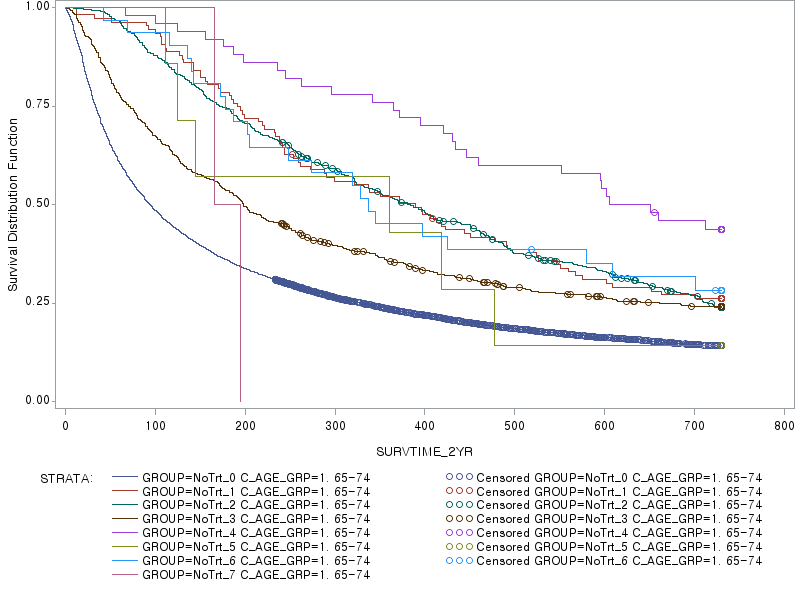 1.00
0.75
0.50
0.25
0.00
Survival Distribution Function
0 100 200 300 400 500 600 700 800
SURVTIME_2YR
STRATA:
GROUP=NoTrt_0 C_AGE_GRP=1. 65-74 Censored GROUP=NoTrt_0 C_AGE_GRP=1. 65-74
GROUP=NoTrt_1 C_AGE_GRP=1. 65-74 Censored GROUP=NoTrt_1 C_AGE_GRP=1. 65-74
GROUP=NoTrt_2 C_AGE_GRP=1. 65-74 Censored GROUP=NoTrt_2 C_AGE_GRP=1. 65-74
GROUP=NoTrt_3 C_AGE_GRP=1. 65-74 Censored GROUP=NoTrt_3 C_AGE_GRP=1. 65-74
GROUP=NoTrt_4 C_AGE_GRP=1. 65-74 Censored GROUP=NoTrt_4 C_AGE_GRP=1. 65-74
GROUP=NoTrt_5 C_AGE_GRP=1. 65-74 Censored GROUP=NoTrt_5 C_AGE_GRP=1. 65-74
GROUP=NoTrt_6 C_AGE_GRP=1. 65-74 Censored GROUP=NoTrt_6 C_AGE_GRP=1. 65-74
GROUP=NoTrt_7 C_AGE_GRP=1. 65-74